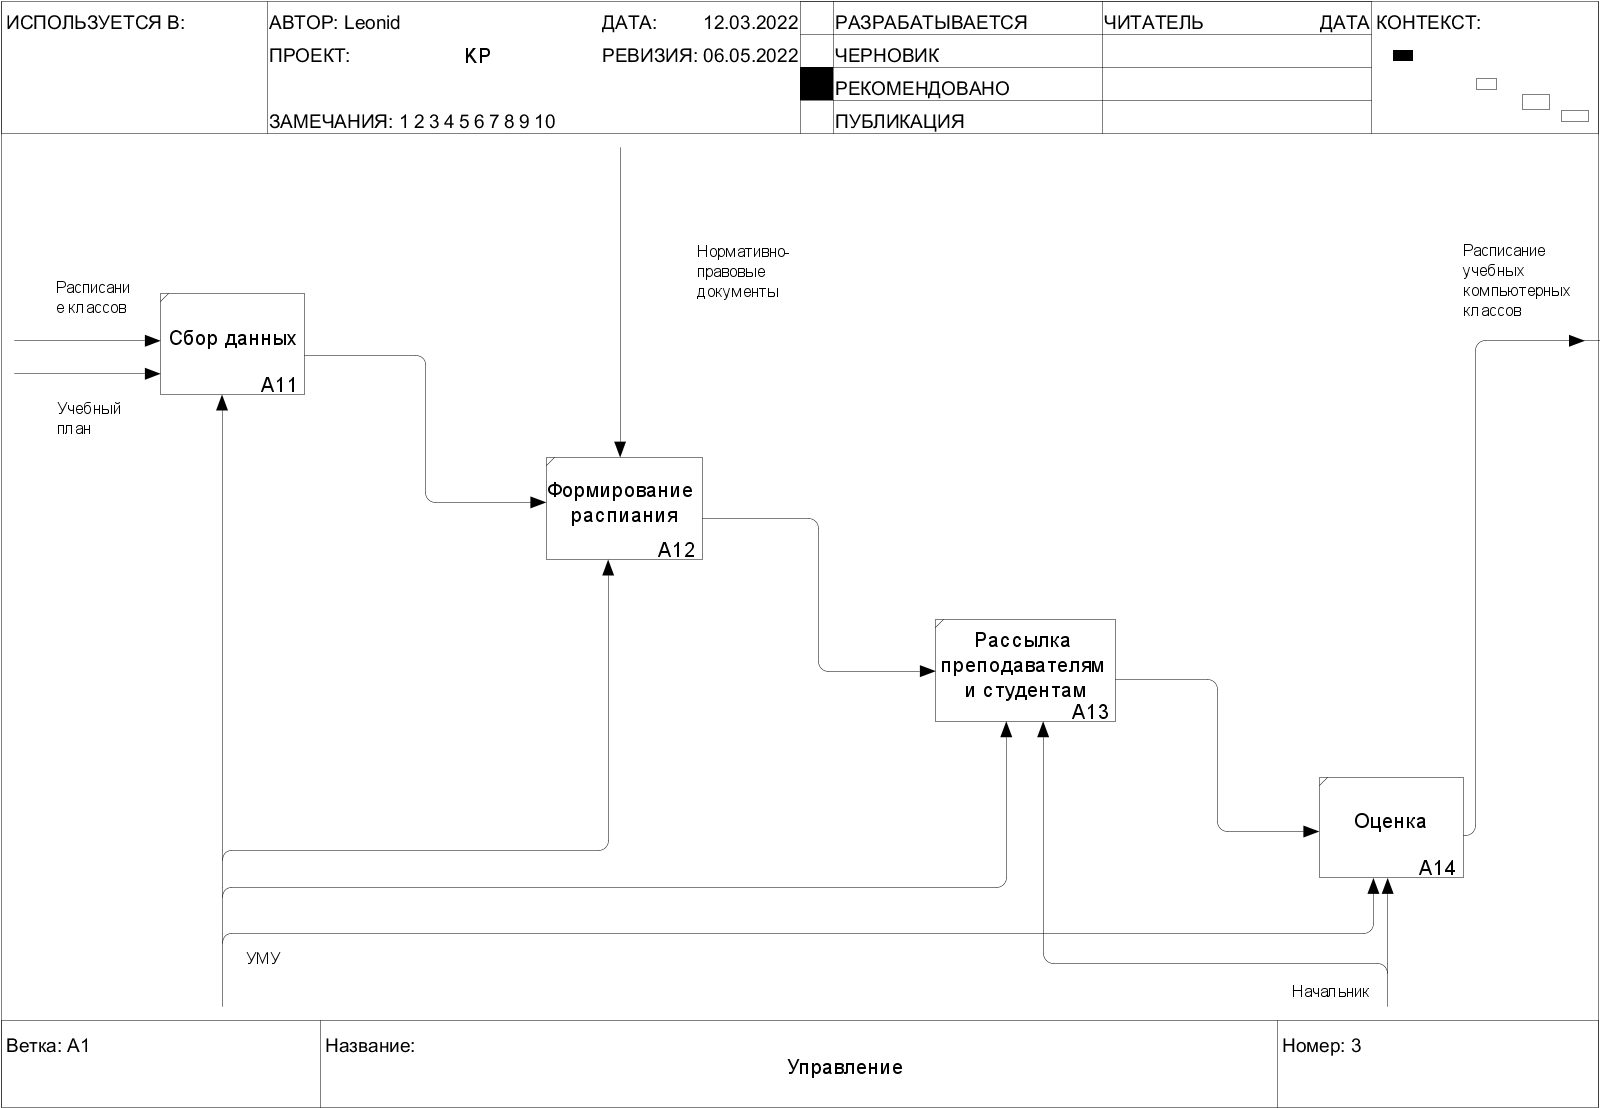 ИСПОЛЬЗУЕТСЯ В:
АВТОР: Leonid
ДАТА: 12.03.2022
РАЗРАБАТЫВАЕТСЯ
ЧИТАТЕЛЬ
ДАТА
КОНТЕКСТ:
ПРОЕКТ: КР
РЕВИЗИЯ: 06.05.2022
ЧЕРНОВИК
РЕКОМЕНДОВАНО
ЗАМЕЧАНИЯ: 1 2 3 4 5 6 7 8 9 10
ПУБЛИКАЦИЯ
Нормативно-
правовые
документы
Расписание
учебных
компьютерных
классов
Расписани
е классов
Сбор данных
A11
Учебный
план
Формирование
распиания
A12
Рассылка
преподавателям
и студентам
A13
Оценка
A14
УМУ
Начальник
Ветка: A1
Название:
Управление
Номер: 3